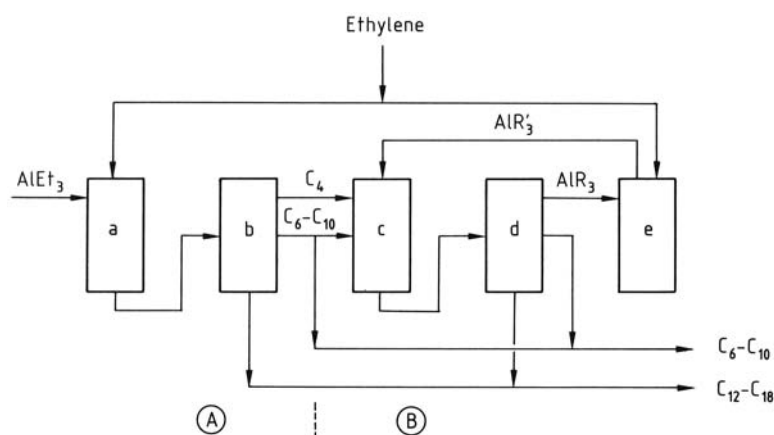 Ethylene
AlR′₃
AlEt₃
C₄
AlR₃
C₆–C₁₀
a
b
c
d
e
C₆–C₁₀
C₁₂–C₁₈
A
B